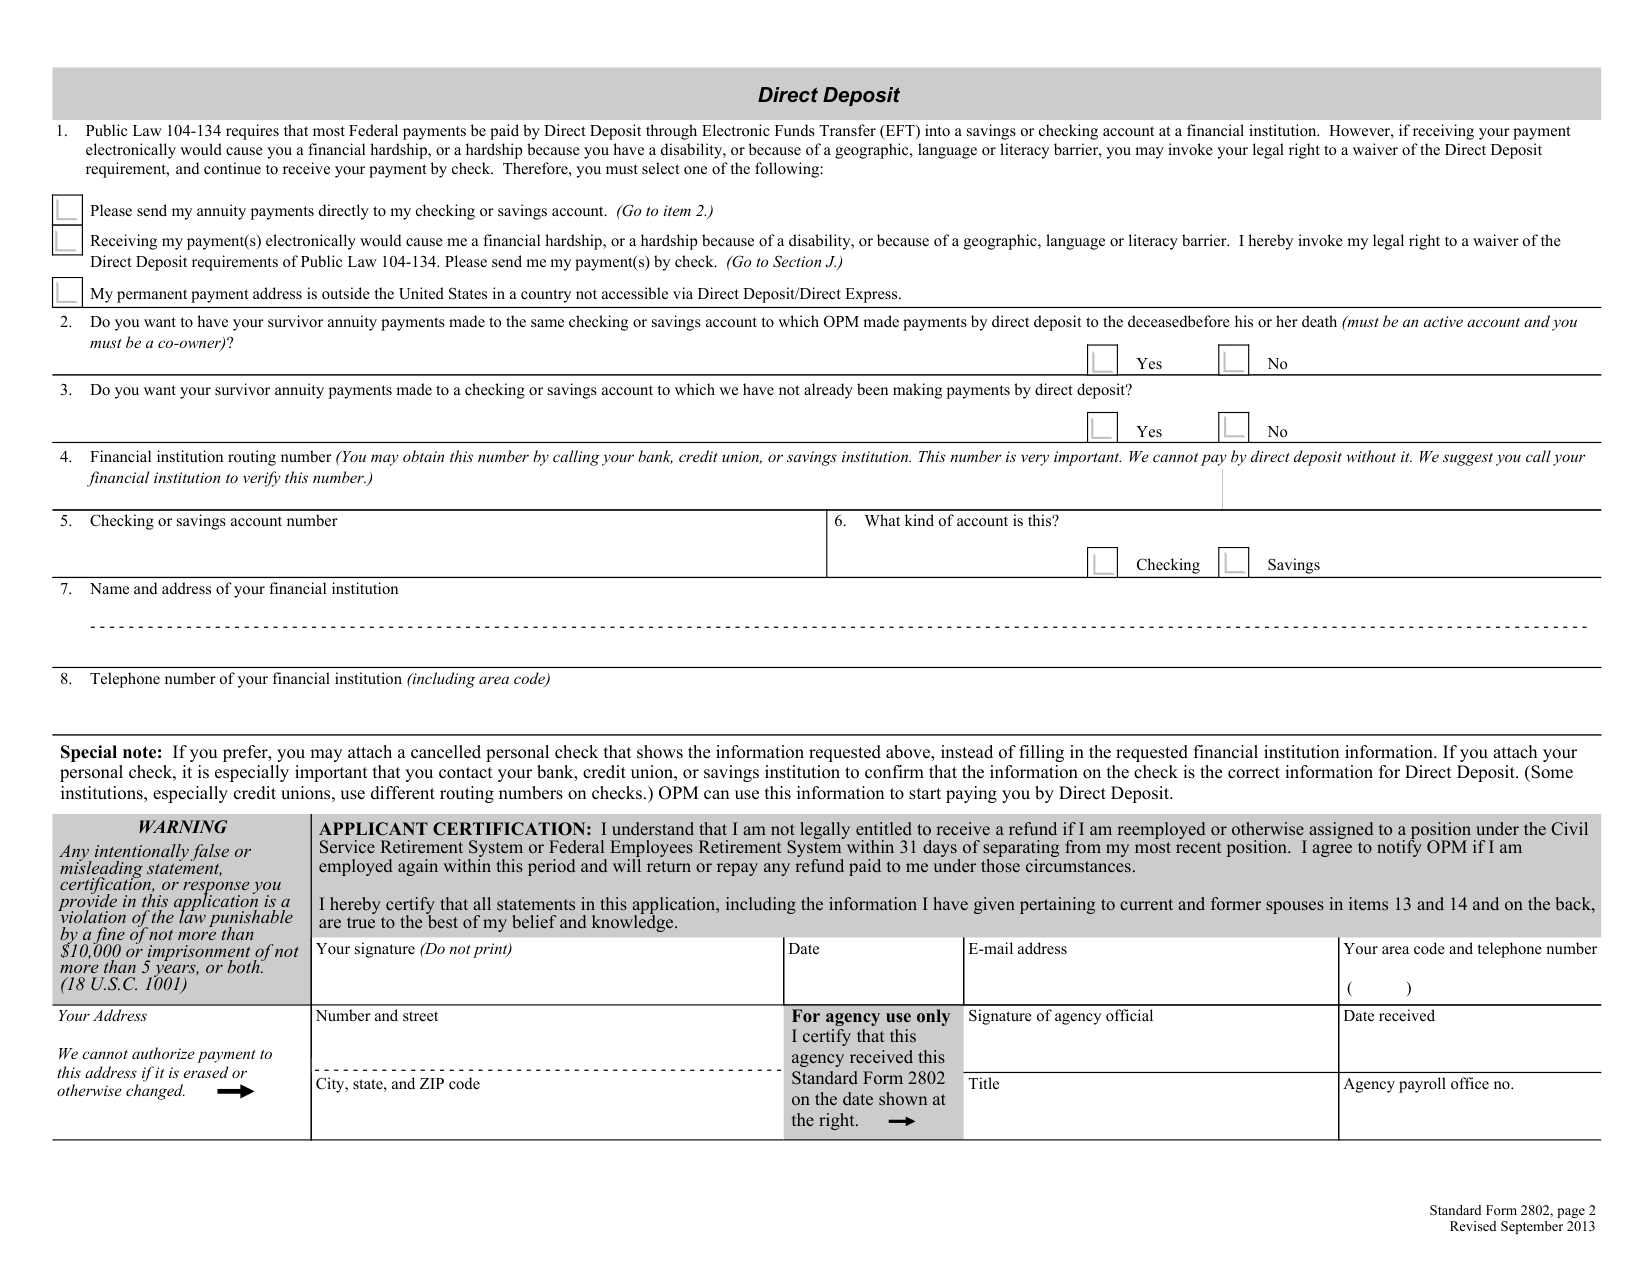 Direct Deposit
1. Public Law 104-134 requires that most Federal payments be paid by Direct Deposit through Electronic Funds Transfer (EFT) into a savings or checking account at a financial institution. However, if receiving your payment
electronically would cause you a financial hardship, or a hardship because you have a disability, or because of a geographic, language or literacy barrier, you may invoke your legal right to a waiver of the Direct Deposit
requirement, and continue to receive your payment by check. Therefore, you must select one of the following:
Please send my annuity payments directly to my checking or savings account. (Go to item 2.)
Receiving my payment(s) electronically would cause me a financial hardship, or a hardship because of a disability, or because of a geographic, language or literacy barrier. I hereby invoke my legal right to a waiver of the
Direct Deposit requirements of Public Law 104-134. Please send me my payment(s) by check. (Go to Section J.)
My permanent payment address is outside the United States in a country not accessible via Direct Deposit/Direct Express.
2. Do you want to have your survivor annuity payments made to the same checking or savings account to which OPM made payments by direct deposit to the deceasedbefore his or her death (must be an active account and you
must be a co-owner)?
Yes No
3. Do you want your survivor annuity payments made to a checking or savings account to which we have not already been making payments by direct deposit?
Yes No
4. Financial institution routing number (You may obtain this number by calling your bank, credit union, or savings institution. This number is very important. We cannot pay by direct deposit without it. We suggest you call your
financial institution to verify this number.)
5. Checking or savings account number
6. What kind of account is this?
Checking Savings
7. Name and address of your financial institution
8. Telephone number of your financial institution (including area code)
Special note: If you prefer, you may attach a cancelled personal check that shows the information requested above, instead of filling in the requested financial institution information. If you attach your
personal check, it is especially important that you contact your bank, credit union, or savings institution to confirm that the information on the check is the correct information for Direct Deposit. (Some
institutions, especially credit unions, use different routing numbers on checks.) OPM can use this information to start paying you by Direct Deposit.
WARNING
Any intentionally false or
misleading statement,
certification, or response you
provide in this application is a
violation of the law punishable
by a fine of not more than
$10,000 or imprisonment of not
more than 5 years, or both.
(18 U.S.C. 1001)
APPLICANT CERTIFICATION: I understand that I am not legally entitled to receive a refund if I am reemployed or otherwise assigned to a position under the Civil
Service Retirement System or Federal Employees Retirement System within 31 days of separating from my most recent position. I agree to notify OPM if I am
employed again within this period and will return or repay any refund paid to me under those circumstances.
I hereby certify that all statements in this application, including the information I have given pertaining to current and former spouses in items 13 and 14 and on the back,
are true to the best of my belief and knowledge.
Your signature (Do not print)
Date
E-mail address
Your area code and telephone number
( )
Your Address
We cannot authorize payment to
this address if it is erased or
otherwise changed.
Number and street
City, state, and ZIP code
For agency use only
I certify that this
agency received this
Standard Form 2802
on the date shown at
the right.
Signature of agency official
Date received
Title
Agency payroll office no.
Standard Form 2802, page 2
Revised September 2013